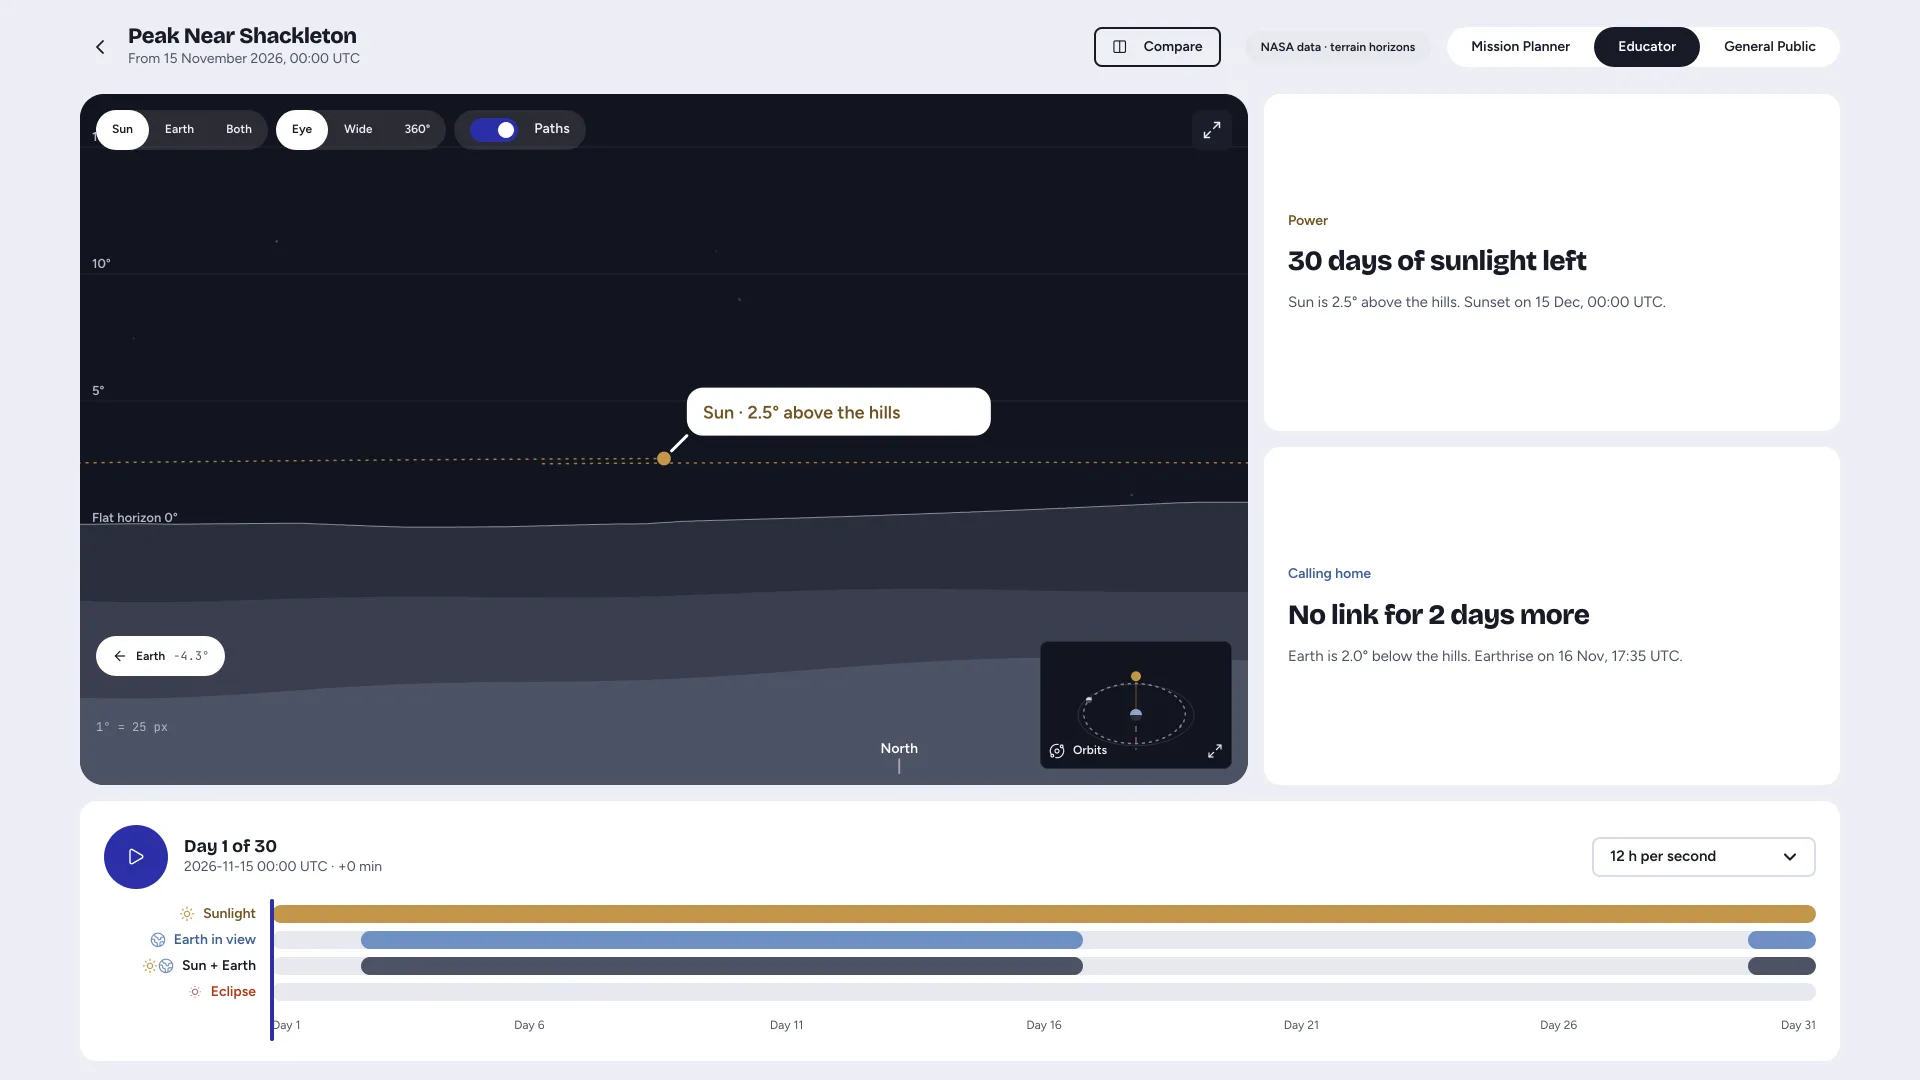 Peak Near Shackleton
From 15 November 2026, 00:00 UTC
Compare
NASA data · terrain horizons
Mission Planner
Educator
General Public
Sun
Earth
Both
Eye
Wide
360°
Paths
10°
5°
Sun · 2.5° above the hills
Flat horizon 0°
Earth -4.3°
1° = 25 px
North
Orbits
Power
30 days of sunlight left
Sun is 2.5° above the hills. Sunset on 15 Dec, 00:00 UTC.
Calling home
No link for 2 days more
Earth is 2.0° below the hills. Earthrise on 16 Nov, 17:35 UTC.
Day 1 of 30
2026-11-15 00:00 UTC · +0 min
12 h per second
Sunlight
Earth in view
Sun + Earth
Eclipse
Day 1
Day 6
Day 11
Day 16
Day 21
Day 26
Day 31